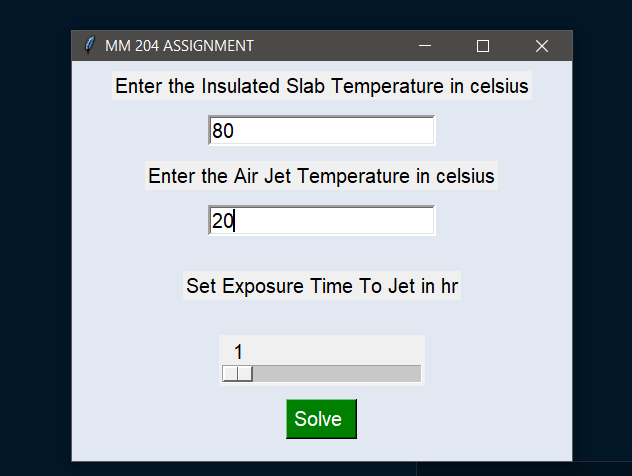 MM 204 ASSIGNMENT
Enter the Insulated Slab Temperature in celsius
80
Enter the Air Jet Temperature in celsius
20
Set Exposure Time To Jet in hr
1
Solve